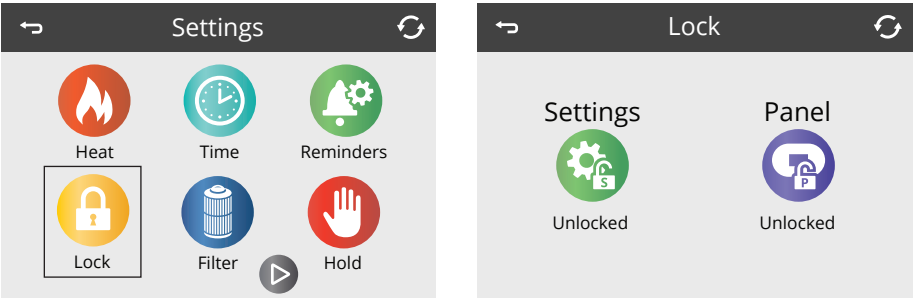 Settings
Heat
Time
Reminders
Lock
Filter
Hold
Lock
Settings
Panel
S
P
Unlocked
Unlocked